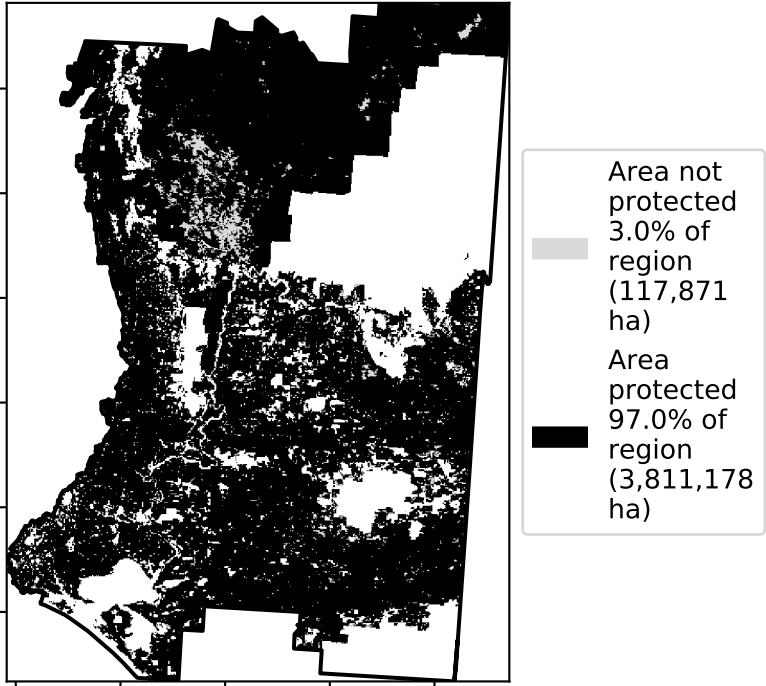 Area not
protected
3.0% of
region
(117,871
ha)
Area
protected
97.0% of
region
(3,811,178
ha)